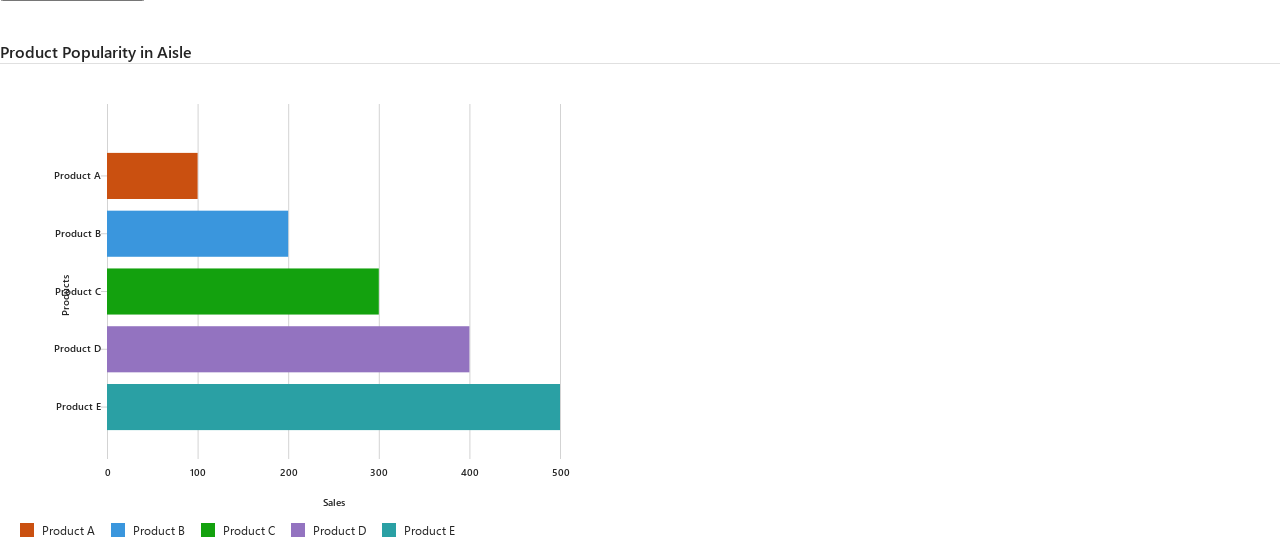 Product Popularity in Aisle
Products
Product A
Product B
Product C
Product D
Product E
0 100 200 300 400 500
Sales
Product A Product B Product C Product D Product E